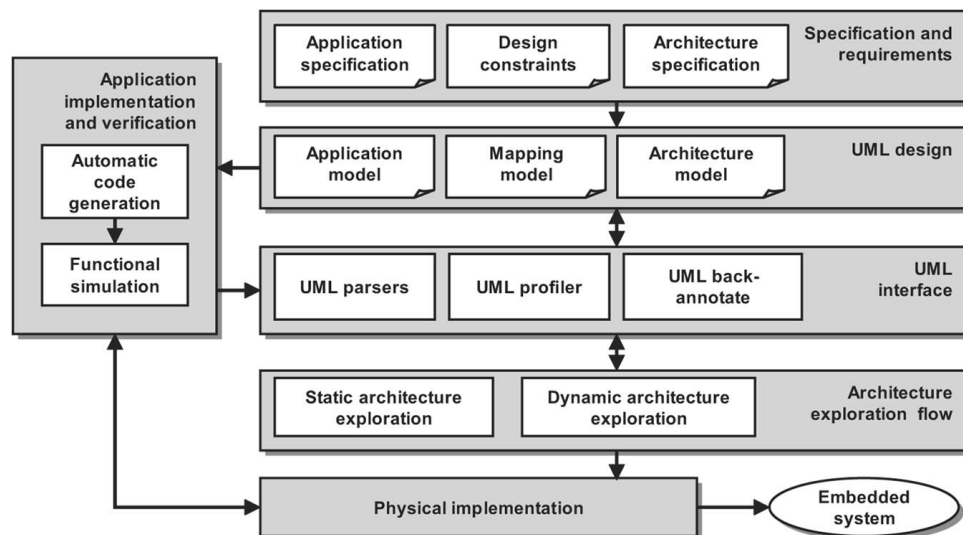 Application
specification
Design
constraints
Architecture
specification
Specification and
requirements
Application
implementation
and verification
Automatic
code
generation
Functional
simulation
Application
model
Mapping
model
Architecture
model
UML design
UML parsers
UML profiler
UML back-
annotate
UML
interface
Static architecture
exploration
Dynamic architecture
exploration
Architecture
exploration flow
Physical implementation
Embedded
system